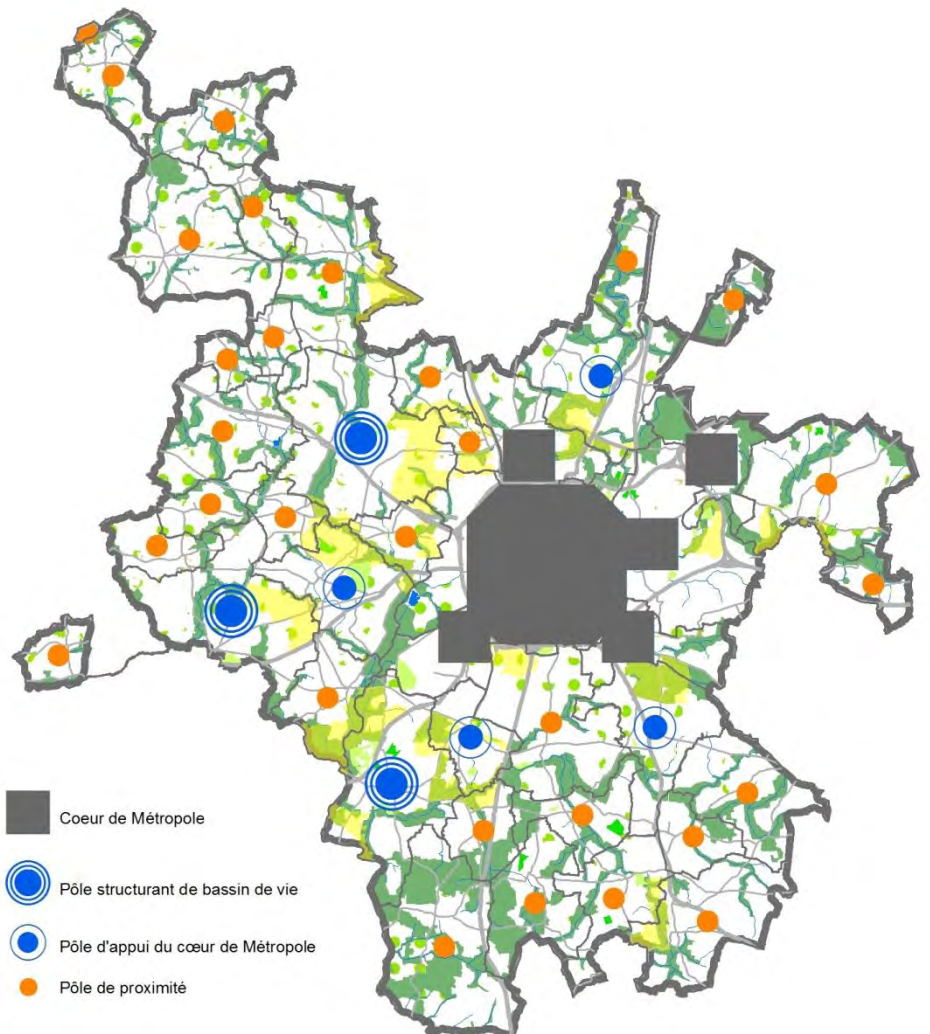 Coeur de Métropole
Pôle structurant de bassin de vie
Pôle d'appui du cœur de Métropole
Pôle de proximité